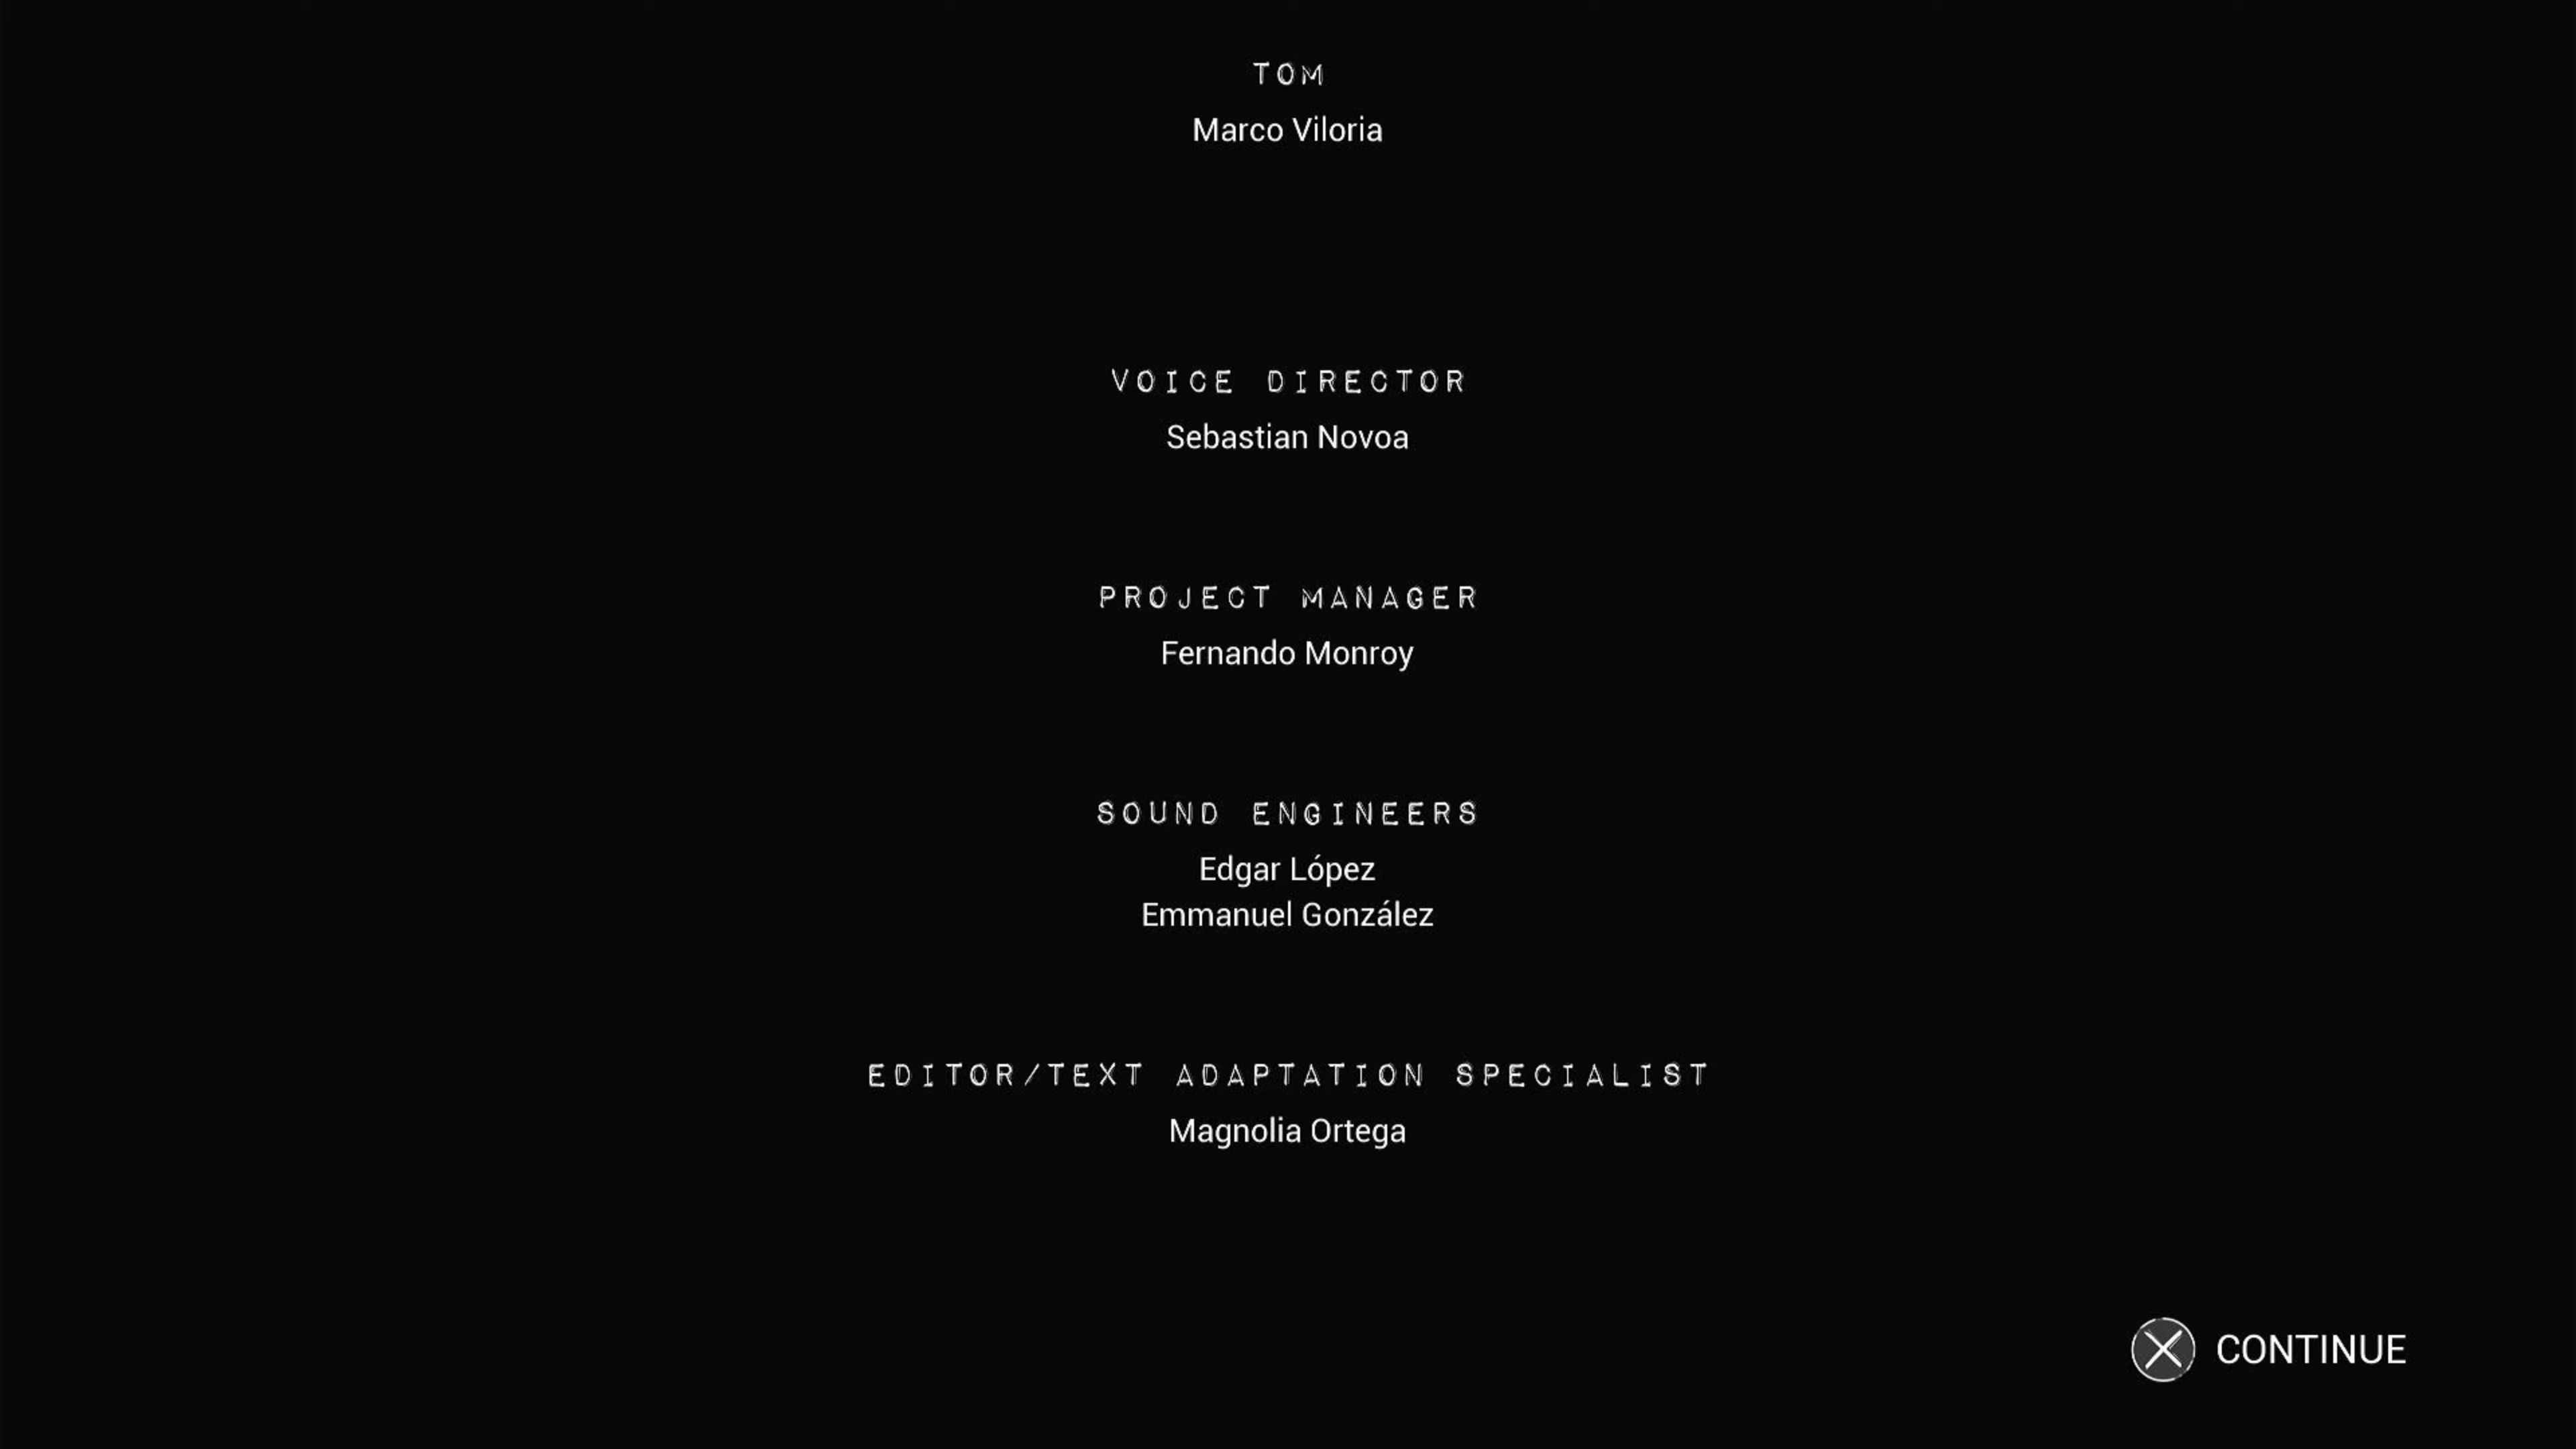 TOM
Marco Viloria
VOICE DIRECTOR
Sebastian Novoa
PROJECT MANAGER
Fernando Monroy
SOUND ENGINEERS
Edgar López
Emmanuel González
EDITOR/TEXT ADAPTATION SPECIALIST
Magnolia Ortega
CONTINUE